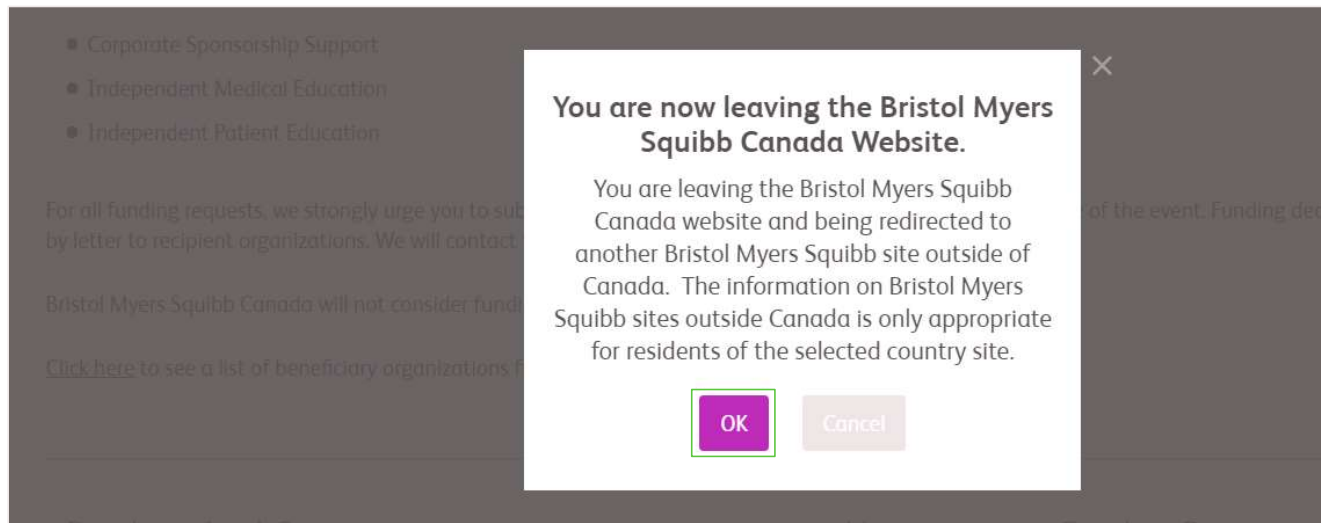 Corporate Sponsorship Support
Independent Medical Education
Independent Patient Education
You are now leaving the Bristol Myers
Squibb Canada Website.
You are leaving the Bristol Myers Squibb
Canada website and being redirected to
another Bristol Myers Squibb site outside of
Canada.  The information on Bristol Myers
Squibb sites outside Canada is only appropriate
for residents of the selected country site.
OK Cancel
For all funding requests, we strongly urge you to of the event. Funding
by letter to recipient organizations. We will contact
Bristol Myers Squibb Canada will not consider
Click here to see a list of beneficiary organizations